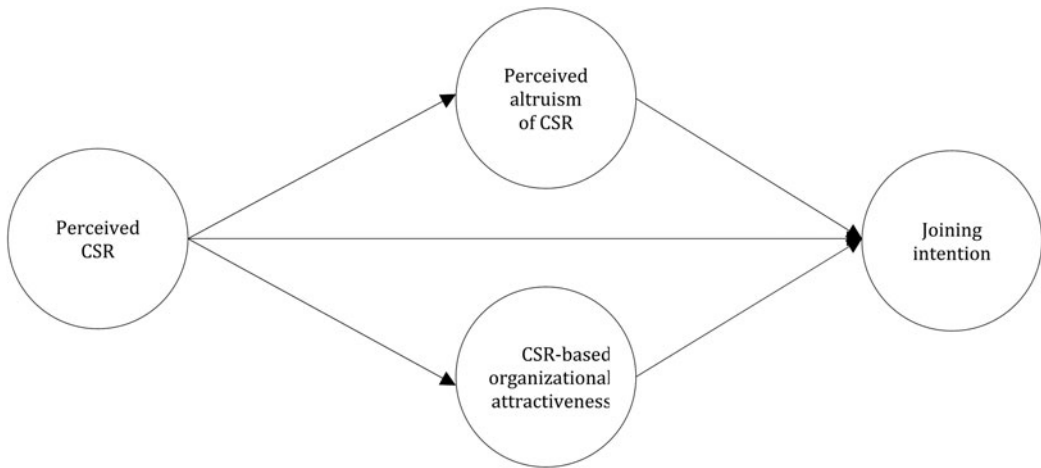 Perceived
altruism
of CSR
Perceived
CSR
Joining
intention
CSR-based
organizational
attractiveness